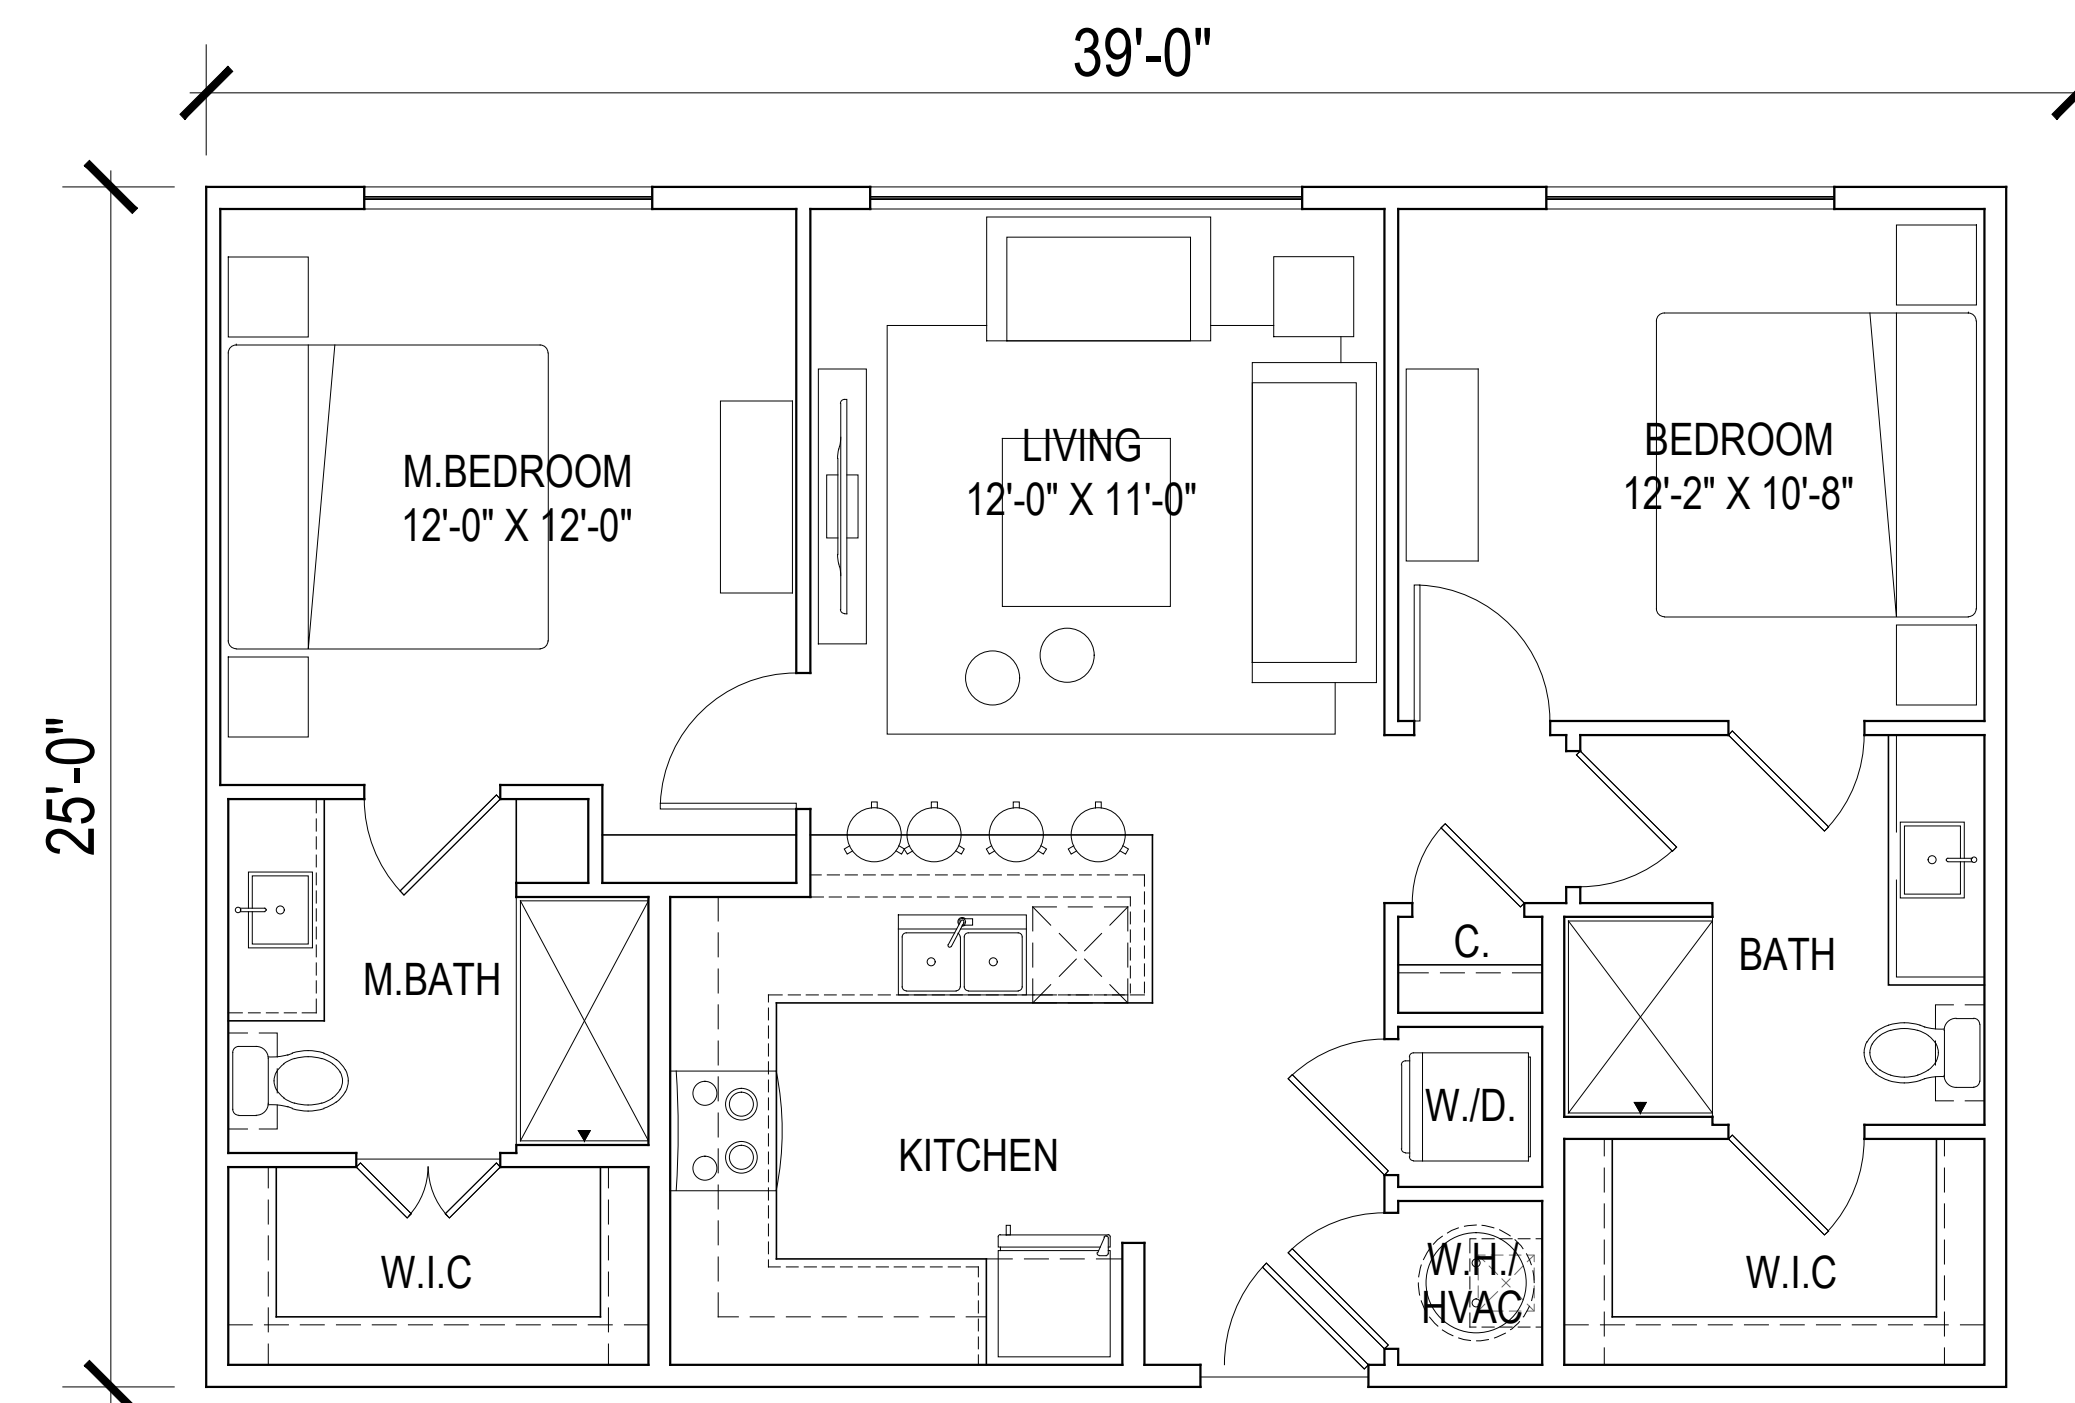 39'-0"
25'-0"
M.BEDROOM
12'-0" X 12'-0"
LIVING
12'-0" X 11'-0"
BEDROOM
12'-2" X 10'-8"
M.BATH
C.
BATH
W./D.
KITCHEN
W.I.C
W.H./
HVAC
W.I.C